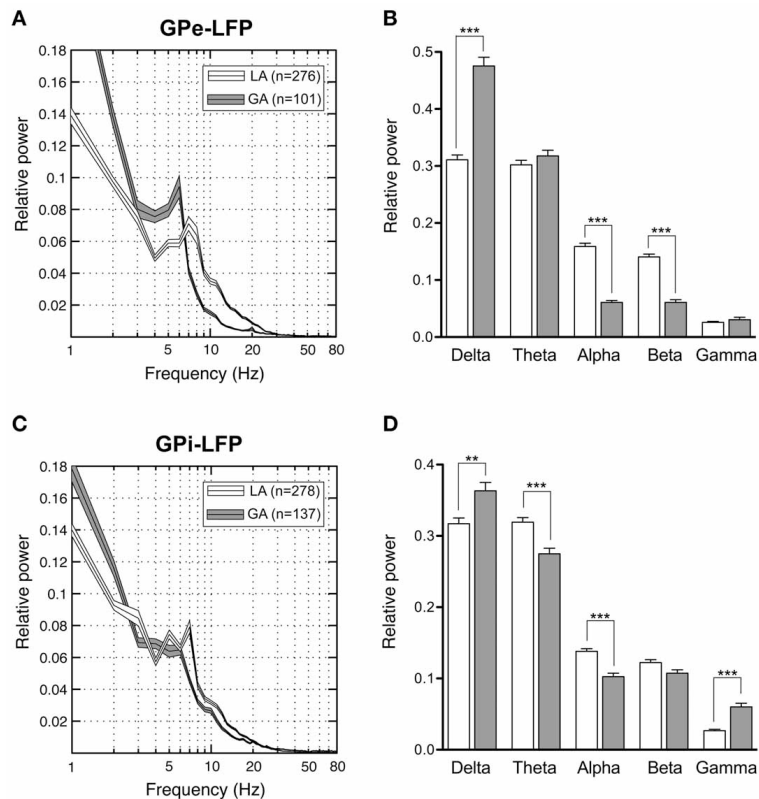 A
GPe-LFP
0.18
0.16
0.14
0.12
0.1
0.08
0.06
0.04
0.02
Relative power
LA (n=276)
GA (n=101)
1 5 10 20 50 80
Frequency (Hz)
B
0.5
0.4
0.3
0.2
0.1
0.0
Relative power
***
***
***
Delta Theta Alpha Beta Gamma
C
GPi-LFP
0.18
0.16
0.14
0.12
0.1
0.08
0.06
0.04
0.02
Relative power
LA (n=278)
GA (n=137)
1 5 10 20 50 80
Frequency (Hz)
D
0.4
0.3
0.2
0.1
0.0
Relative power
**
***
***
***
Delta Theta Alpha Beta Gamma